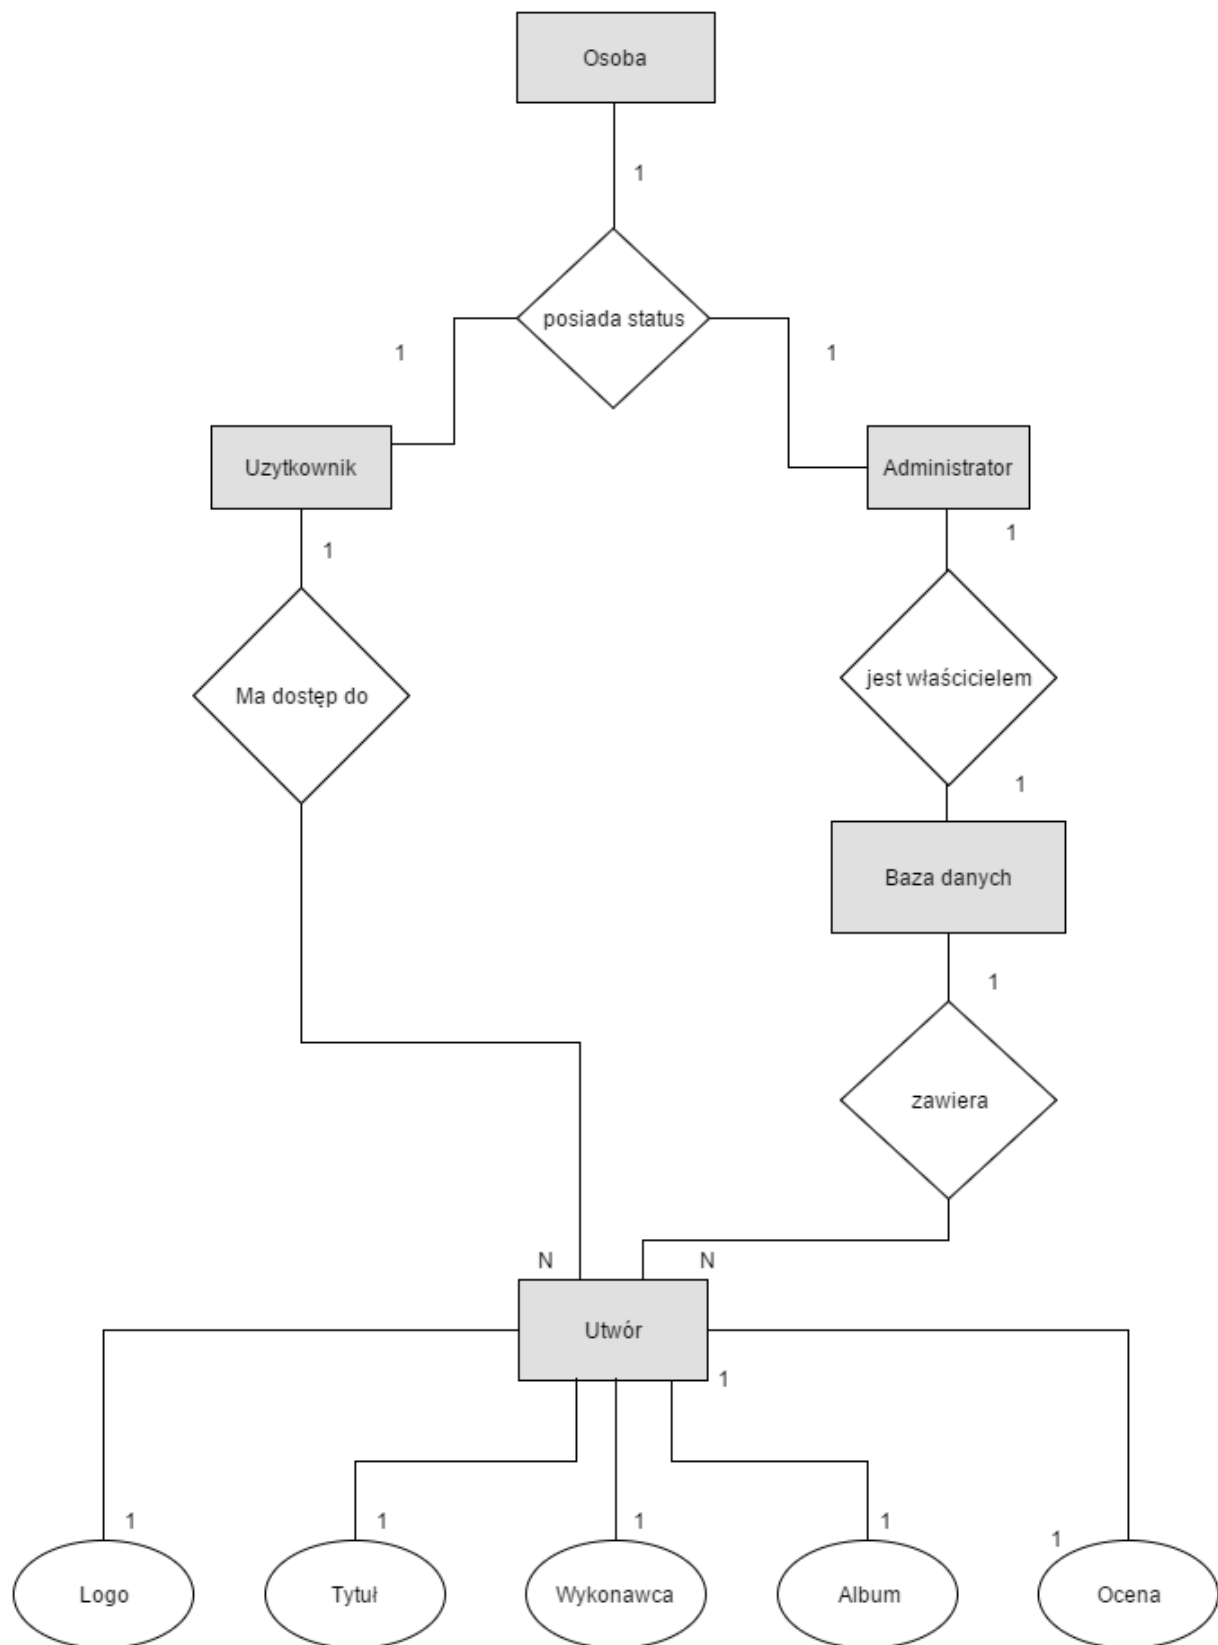 Osoba
1
posiada status
1
1
Uzytkownik
Administrator
1
1
Ma dostęp do
jest właścicielem
1
Baza danych
1
zawiera
N
N
Utwór
1
1
1
1
1
1
Logo
Tytuł
Wykonawca
Album
Ocena